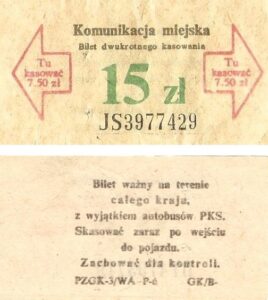 Komunikacja miejska
Bilet dwukrotnego kasowania
Tu
kasować
7.50 zł
15 zł
Tu
kasować
7.50 zł
JS3977429
Bilet ważny na terenie
całego kraju,
z wyjątkiem autobusów PKS.
Skasować zaraz po wejściu
do pojazdu.
Zachować dla kontroli.
PZGK-3/WA-P-6 GK/B-